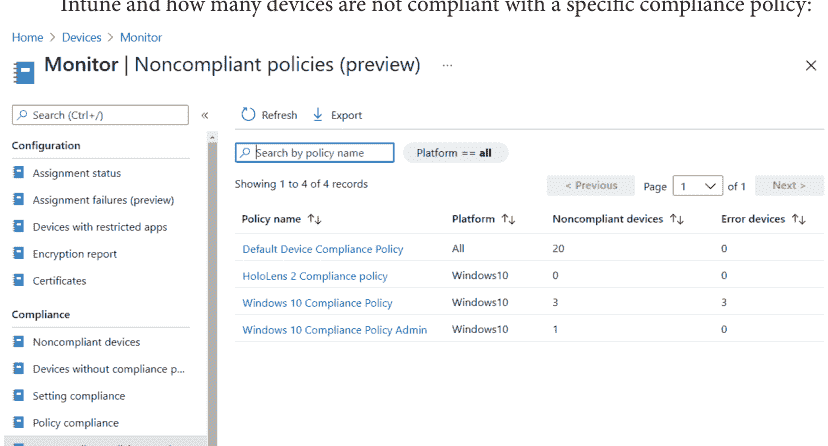 Intune and how many devices are not compliant with a specific compliance policy:
Home > Devices > Monitor
Monitor | Noncompliant policies (preview) ...
Search (Ctrl+/)
Configuration
Assignment status
Assignment failures (preview)
Devices with restricted apps
Encryption report
Certificates
Compliance
Noncompliant devices
Devices without compliance p...
Setting compliance
Policy compliance
Refresh Export
Search by policy name Platform == all
Showing 1 to 4 of 4 records < Previous Page 1 of 1 Next >
Policy name Platform Noncompliant devices Error devices
Default Device Compliance Policy All 20 0
HoloLens 2 Compliance policy Windows10 0 0
Windows 10 Compliance Policy Windows10 3 3
Windows 10 Compliance Policy Admin Windows10 1 0